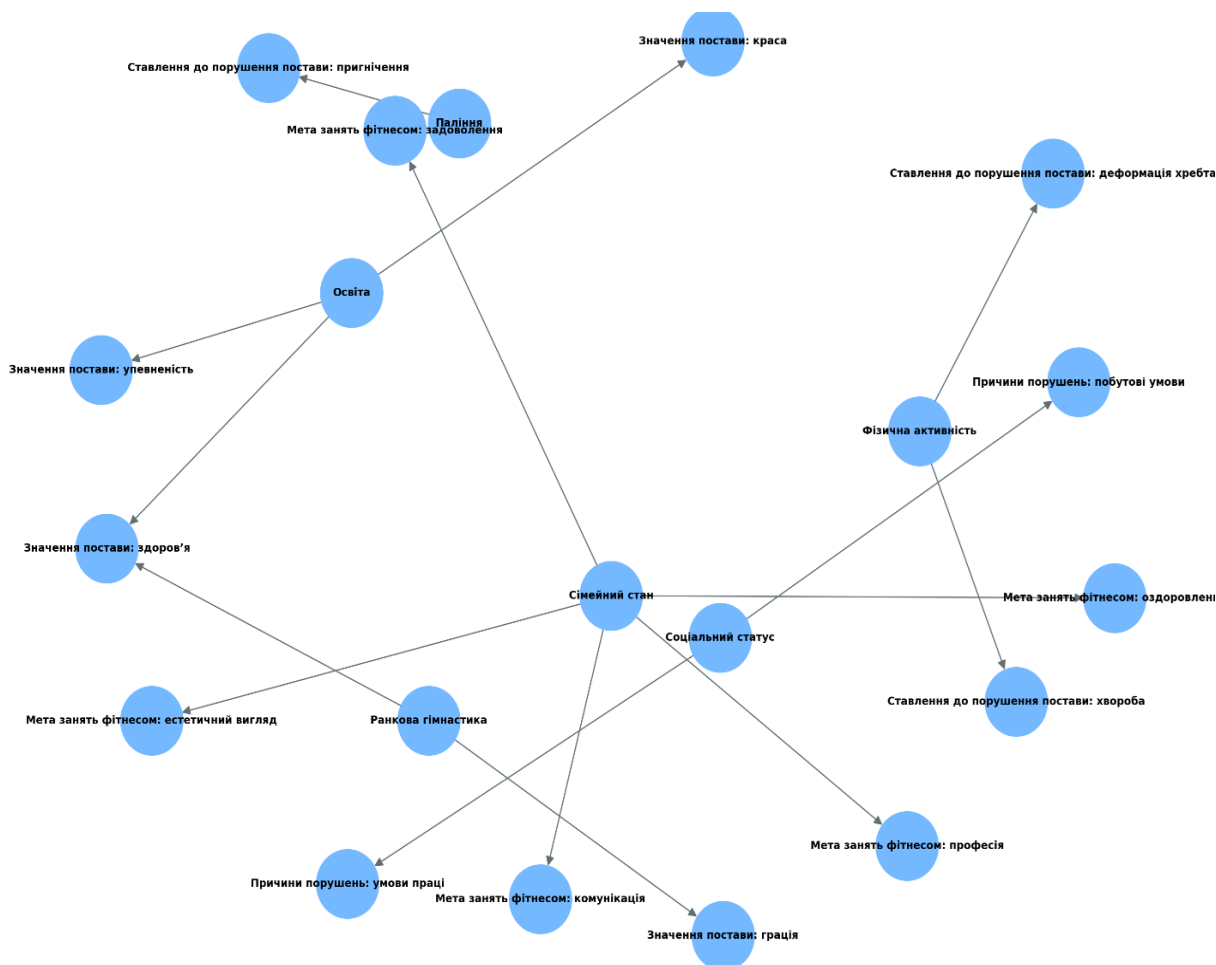 Значення постави: краса
Ставлення до порушення постави: пригнічення
Паління
Мета занять фітнесом: задоволення
Ставлення до порушення постави: деформація хребта
Освіта
Значення постави: упевненість
Причини порушень: побутові умови
Фізична активність
Значення постави: здоров’я
Сімейний стан
Мета занять фітнесом: оздоровлен
Соціальний статус
Ставлення до порушення постави: хвороба
Мета занять фітнесом: естетичний вигляд
Ранкова гімнастика
Мета занять фітнесом: професія
Причини порушень: умови праці
Мета занять фітнесом: комунікація
Значення постави: грація